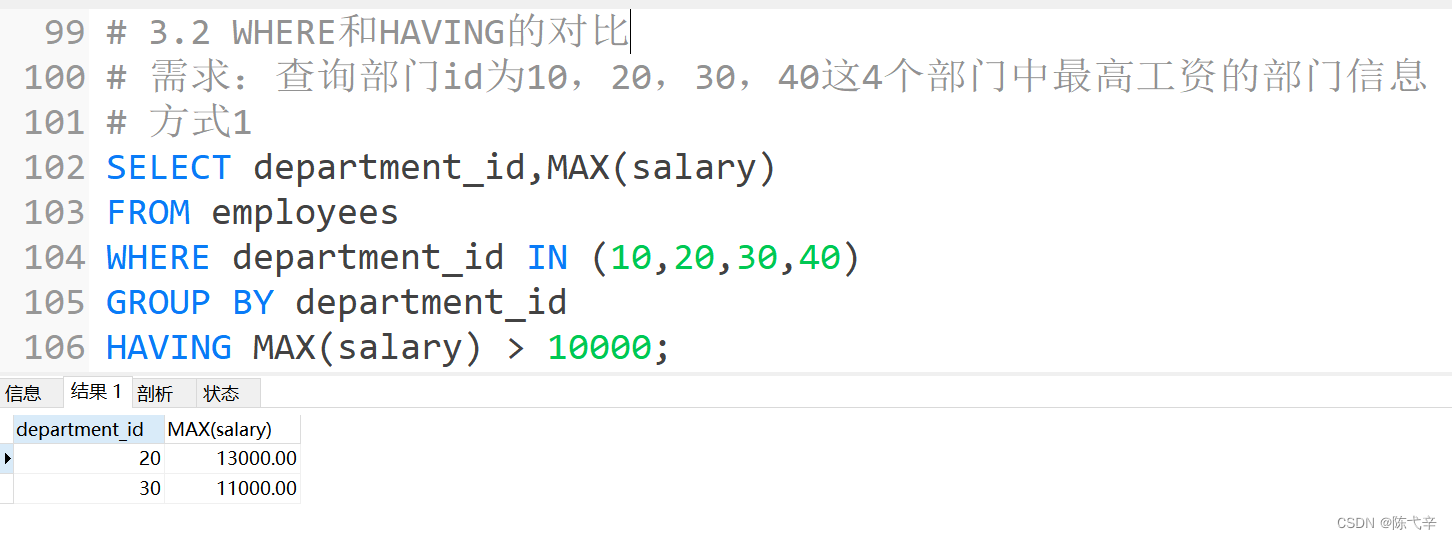 99 # 3.2 WHERE和HAVING的对比
100 # 需求：查询部门id为10，20，30，40这4个部门中最高工资的部门信息
101 # 方式1
102 SELECT department_id,MAX(salary)
103 FROM employees
104 WHERE department_id IN (10,20,30,40)
105 GROUP BY department_id
106 HAVING MAX(salary) > 10000;
信息 结果 1 剖析 状态
department_id MAX(salary)
20 13000.00
30 11000.00
CSDN @陈弋辛